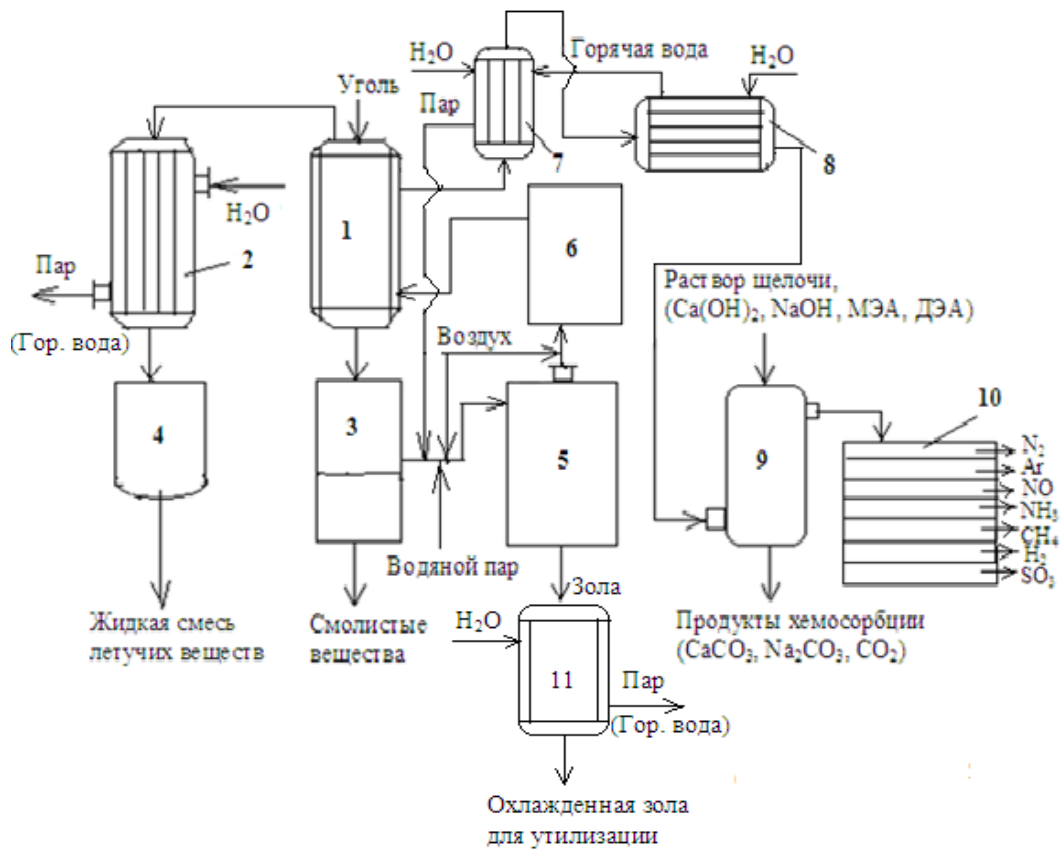 H₂O
Горячая вода
H₂O
Уголь
Пар
7
8
H₂O
1
2
6
Пар
(Гор. вода)
Раствор щелочи,
(Ca(OH)₂, NaOH, МЭА, ДЭА)
Воздух
4
3
5
9
10
N₂
Ar
NO
NH₃
CH₄
H₂
SO₃
Водяной пар
Зола
Жидкая смесь
летучих веществ
Смолистые
вещества
H₂O
Продукты хемосорбции
(CaCO₃, Na₂CO₃, CO₂)
11
Пар
(Гор. вода)
Охлажденная зола
для утилизации